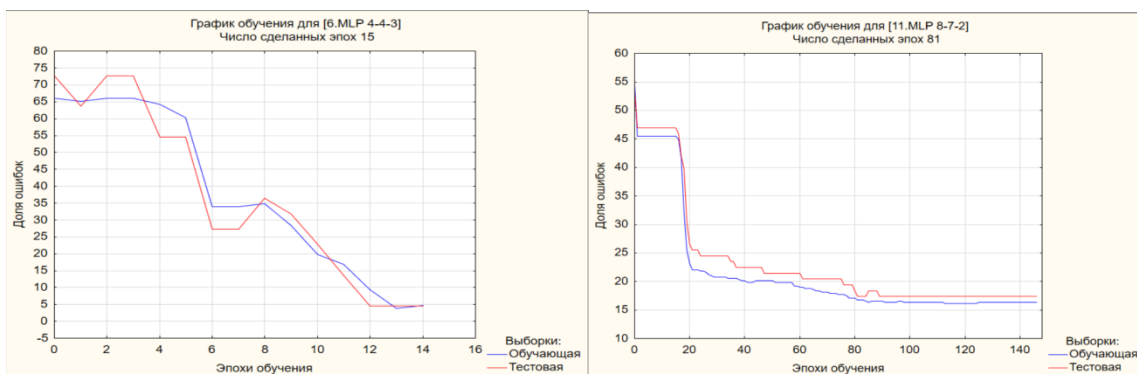 График обучения для [6.MLP 4-4-3]
Число сделанных эпох 15
80
75
70
65
60
55
50
45
40
35
30
25
20
15
10
5
0
-5
Доля ошибок
0 2 4 6 8 10 12 14 16
Эпохи обучения
Выборки:
Обучающая
Тестовая
График обучения для [11.MLP 8-7-2]
Число сделанных эпох 81
60
55
50
45
40
35
30
25
20
15
10
Доля ошибок
0 20 40 60 80 100 120 140
Эпохи обучения
Выборки:
Обучающая
Тестовая